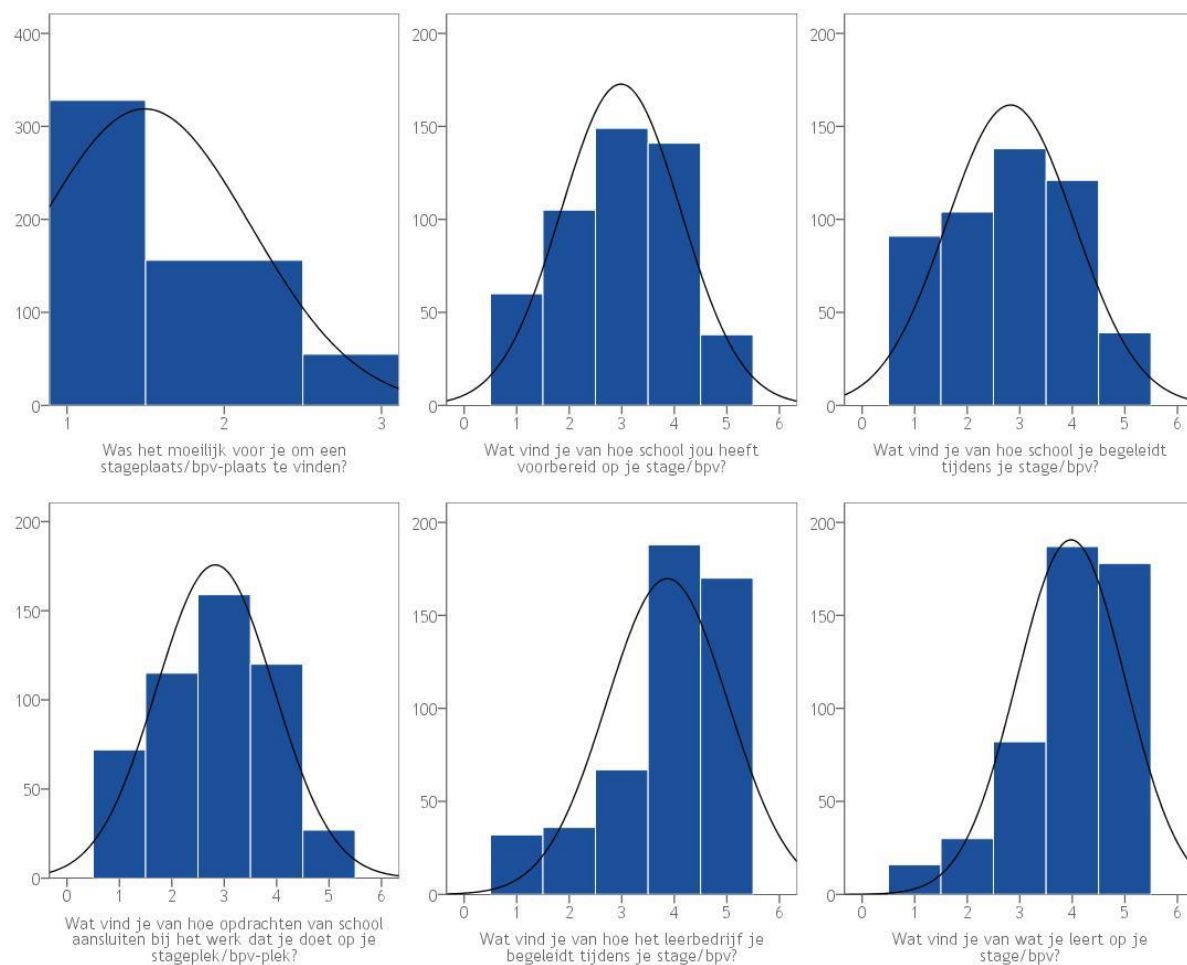 400
300
200
100
0
1 2 3
Was het moeilijk voor je om een
stageplaats/bpv-plaats te vinden?
200
150
100
50
0
0 1 2 3 4 5 6
Wat vind je van hoe school jou heeft
voorbereid op je stage/bpv?
200
150
100
50
0
0 1 2 3 4 5 6
Wat vind je van hoe school je begeleidt
tijdens je stage/bpv?
200
150
100
50
0
0 1 2 3 4 5 6
Wat vind je van hoe opdrachten van school
aansluiten bij het werk dat je doet op je
stageplek/bpv-plek?
200
150
100
50
0
0 1 2 3 4 5 6
Wat vind je van hoe het leerbedrijf je
begeleidt tijdens je stage/bpv?
200
150
100
50
0
0 1 2 3 4 5 6
Wat vind je van wat je leert op je
stage/bpv?